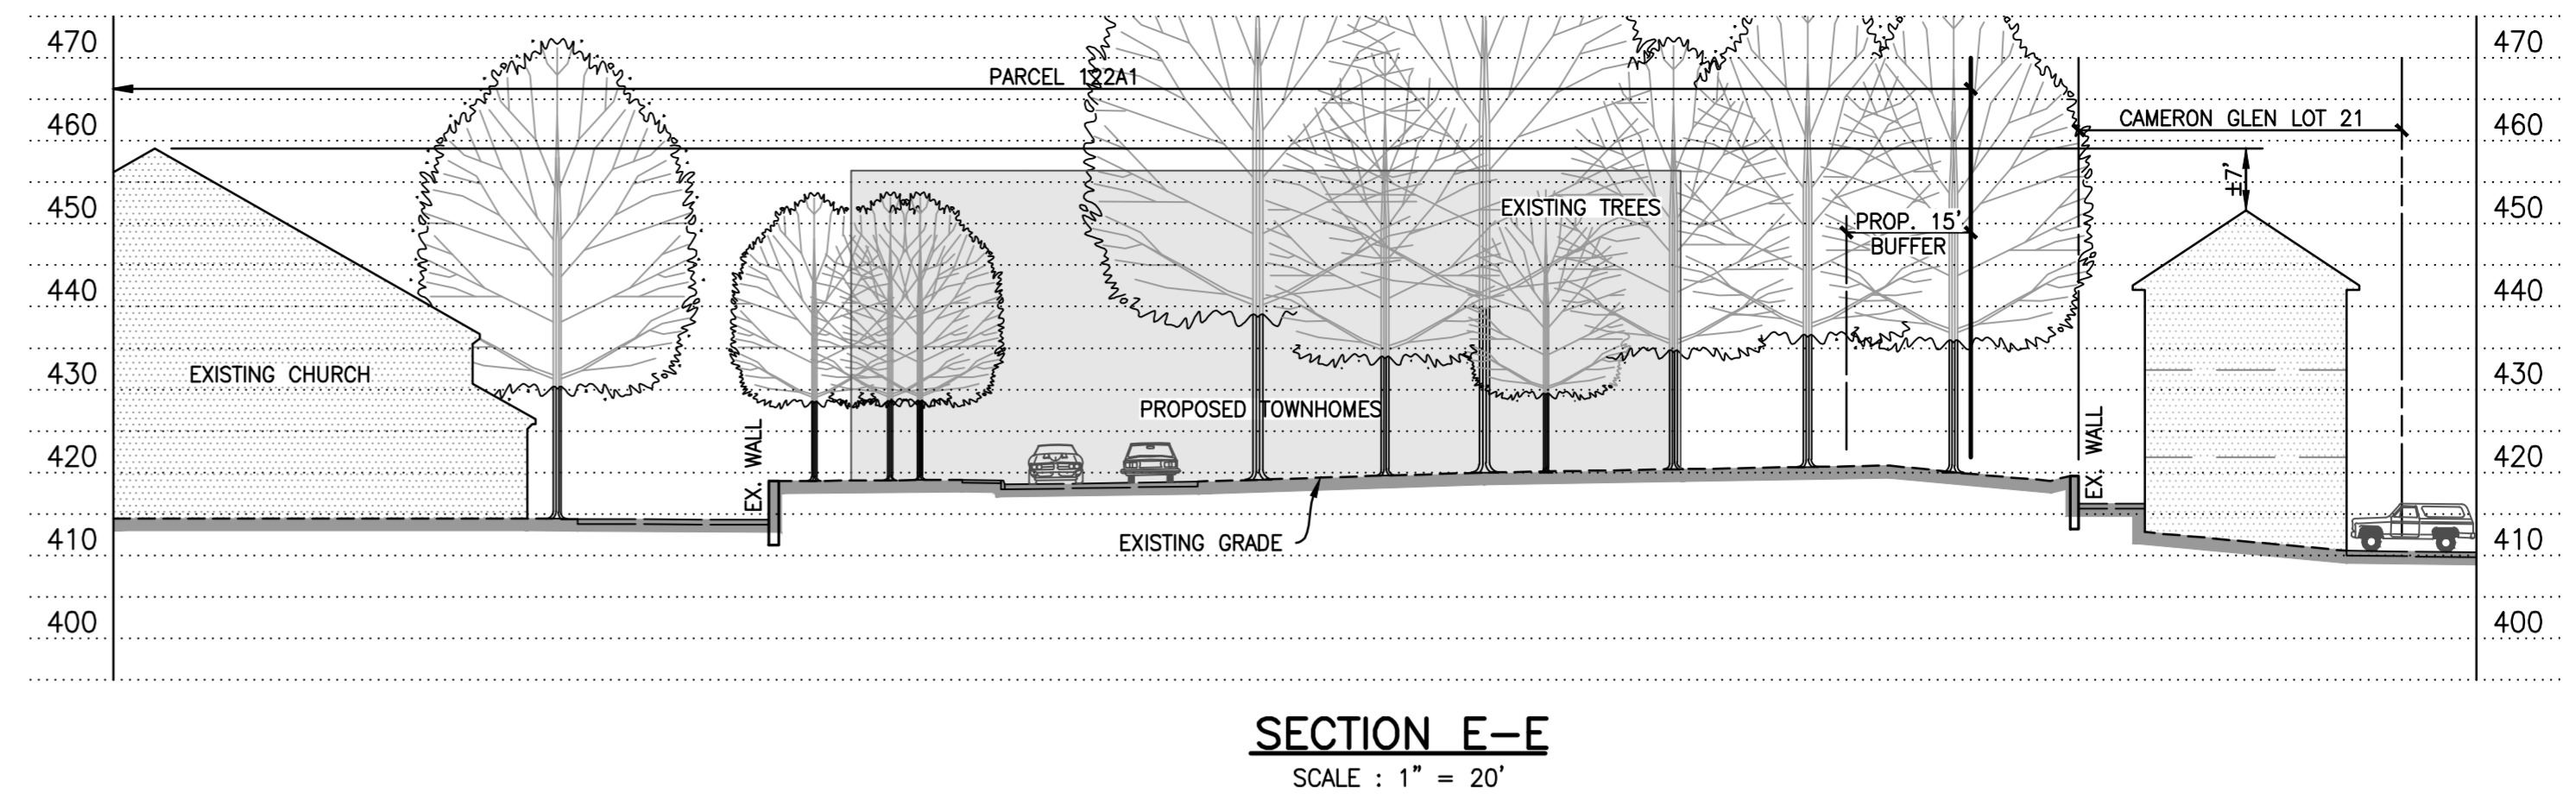 470
470
PARCEL 122A1
CAMERON GLEN LOT 21
460
460
±7'
450
450
EXISTING TREES
PROP. 15'
BUFFER
440
440
430
430
EXISTING CHURCH
PROPOSED TOWNHOMES
EX. WALL
EX. WALL
420
420
410
410
EXISTING GRADE
400
400
SECTION E-E
SCALE : 1" = 20'